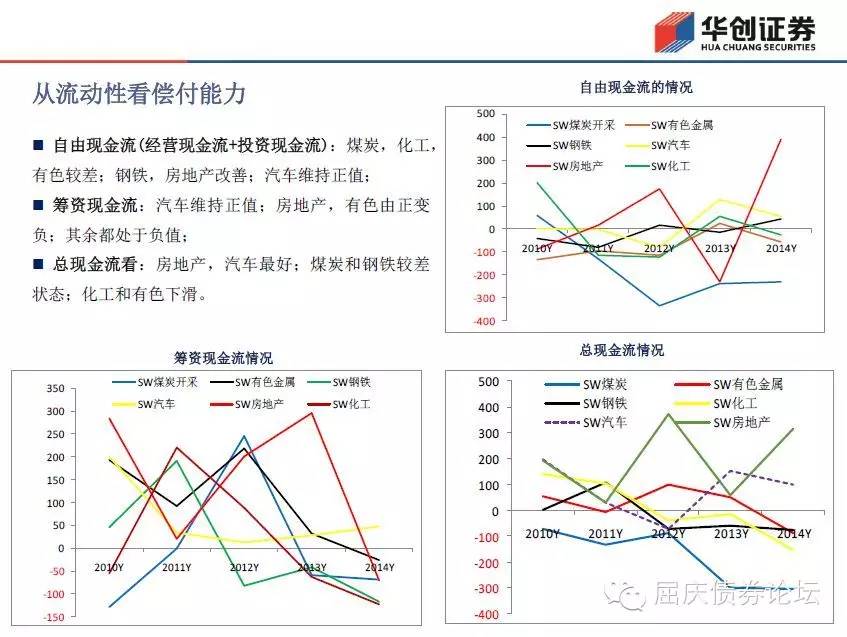 华创证券
HUA CHUANG SECURITIES
从流动性看偿付能力
■ 自由现金流(经营现金流+投资现金流)：煤炭，化工，
有色较差；钢铁，房地产改善；汽车维持正值；
■ 筹资现金流：汽车维持正值；房地产，有色由正变
负；其余都处于负值；
■ 总现金流看：房地产，汽车最好；煤炭和钢铁较差
状态；化工和有色下滑。
自由现金流的情况
SW煤炭开采 SW有色金属
SW钢铁 SW汽车
SW房地产 SW化工
500
400
300
200
100
0
-100
-200
-300
-400
2010Y 2011Y 2012Y 2013Y 2014Y
筹资现金流情况
SW煤炭开采 SW有色金属 SW钢铁
SW汽车 SW房地产 SW化工
350
300
250
200
150
100
50
0
-50
-100
-150
2010Y 2011Y 2012Y 2013Y 2014Y
总现金流情况
SW煤炭 SW有色金属
SW钢铁 SW化工
SW汽车 SW房地产
500
400
300
200
100
0
-100
-200
-300
-400
2010Y 2011Y 2012Y 2013Y 2014Y
屈庆债券论坛